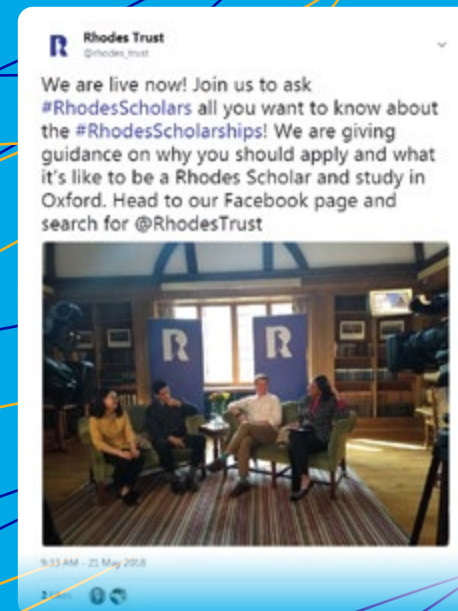 Rhodes Trust
@rhodes_trust
We are live now! Join us to ask
#RhodesScholars all you want to know about
the #RhodesScholarships! We are giving
guidance on why you should apply and what
it's like to be a Rhodes Scholar and study in
Oxford. Head to our Facebook page and
search for @RhodesTrust
R R
9:33 AM - 21 May 2018
2 Likes